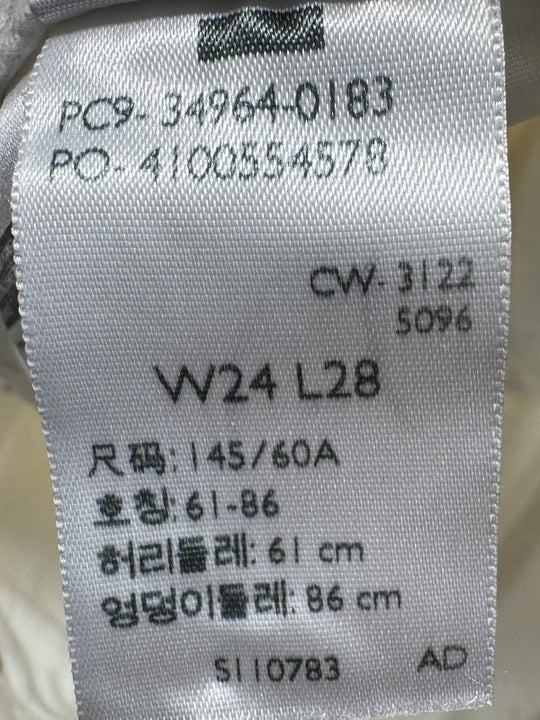 PC9- 34964-0183
PO- 4100554578
CW- 3122
5096
W24 L28
尺码: 145/60A
호칭: 61-86
허리둘레: 61 cm
엉덩이둘레: 86 cm
S110783 AD